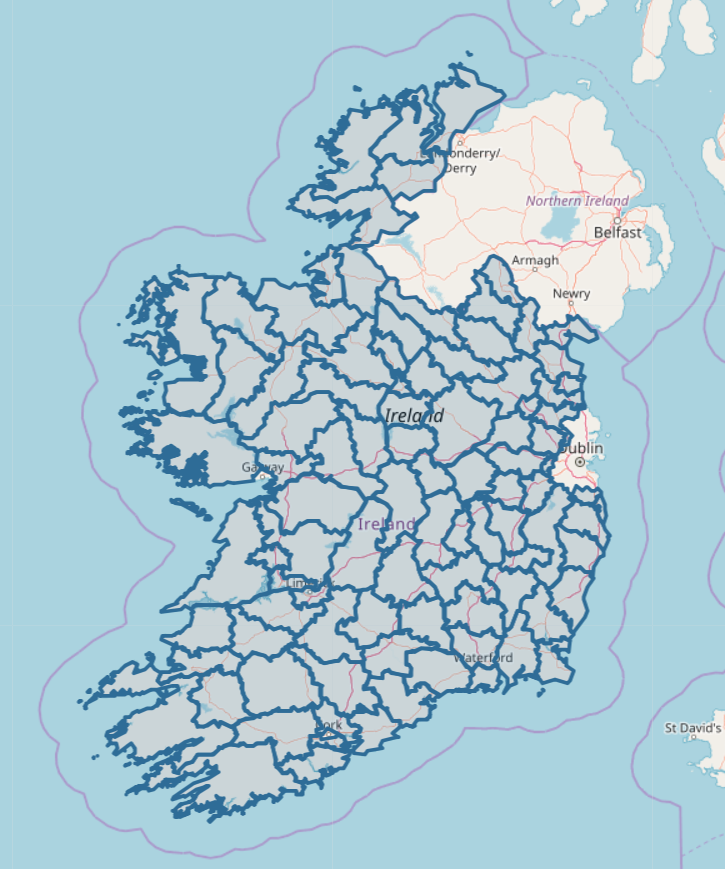 Londonderry/
Derry
Northern Ireland
Belfast
Armagh
Newry
Ireland
Dublin
Galway
Ireland
Limerick
Waterford
Cork
St David's